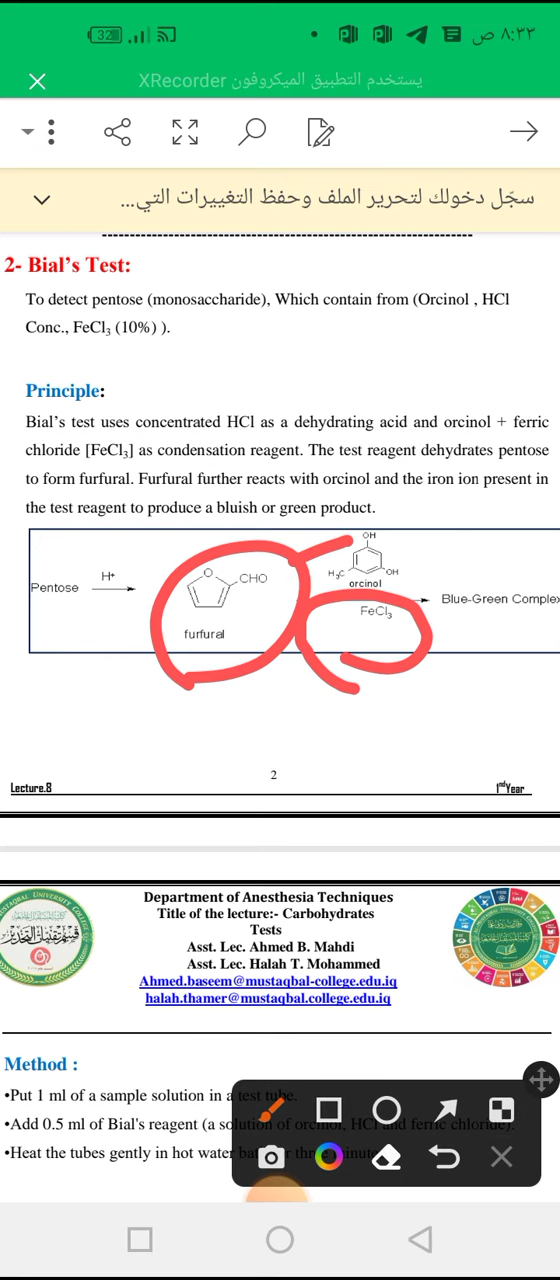 32 ص ٨:٣٣
يستخدم التطبيق الميكروفون XRecorder
سجّل دخولك لتحرير الملف وحفظ التغييرات التي...
2- Bial's Test:
To detect pentose (monosaccharide), Which contain from (Orcinol , HCl
Conc., FeCl₃ (10%) ).
Principle:
Bial's test uses concentrated HCl as a dehydrating acid and orcinol + ferric
chloride [FeCl₃] as condensation reagent. The test reagent dehydrates pentose
to form furfural. Furfural further reacts with orcinol and the iron ion present in
the test reagent to produce a bluish or green product.
OH
H⁺ O CHO H₃C OH
Pentose orcinol
FeCl₃ Blue-Green Complex
furfural
2
Lecture.8 1ndYear
Department of Anesthesia Techniques
Title of the lecture:- Carbohydrates
Tests
Asst. Lec. Ahmed B. Mahdi
Asst. Lec. Halah T. Mohammed
Ahmed.baseem@mustaqbal-college.edu.iq
halah.thamer@mustaqbal.college.edu.iq
Method :
•Put 1 ml of a sample solution in a test tube.
•Add 0.5 ml of Bial's reagent (a solution of orcinol, HCl and ferric chloride).
•Heat the tubes gently in hot water